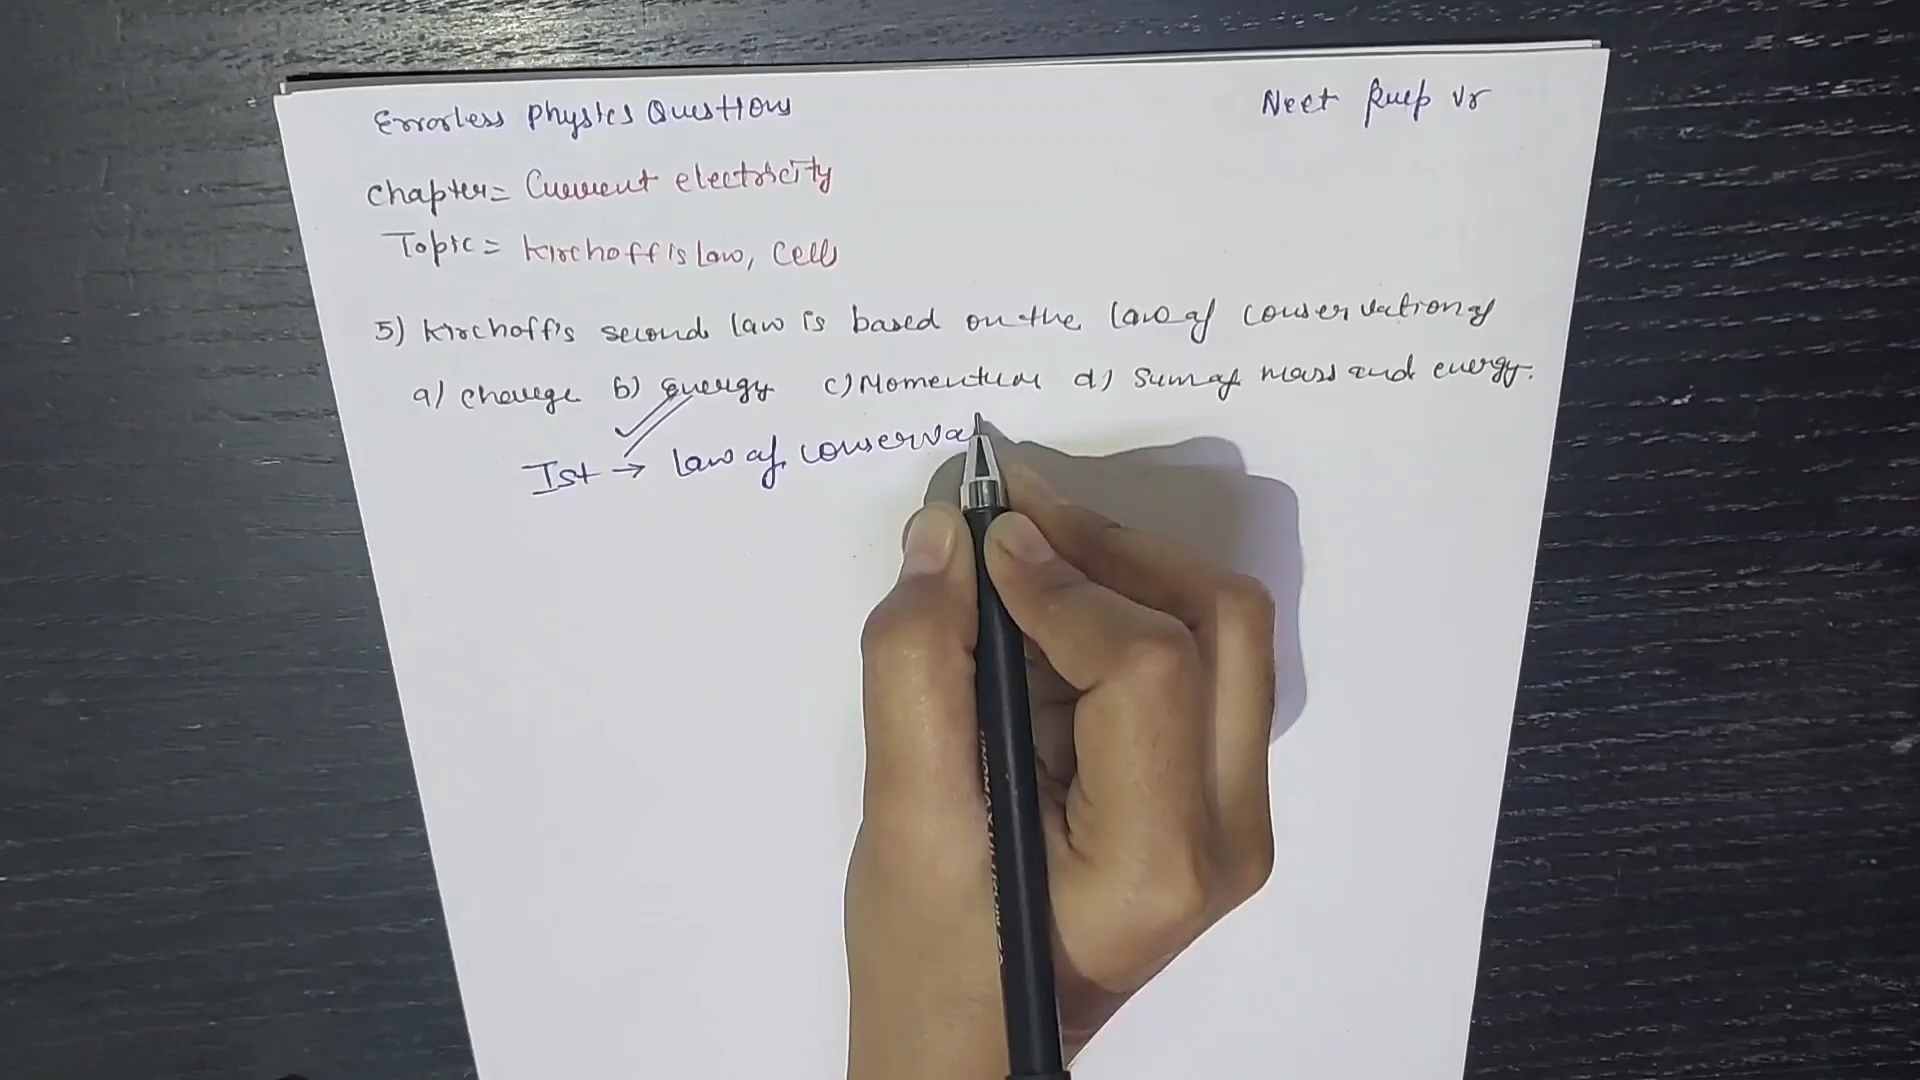 Errorless Physics Questions
Neet Prep Vr
Chapter= Current electricity
Topic= Kirchoff's Law, Cell
5) Kirchoff's second law is based on the law of conservation of
a) charge b) Energy c) Momentum d) Sum of mass and energy.
Ist → Law of conserva